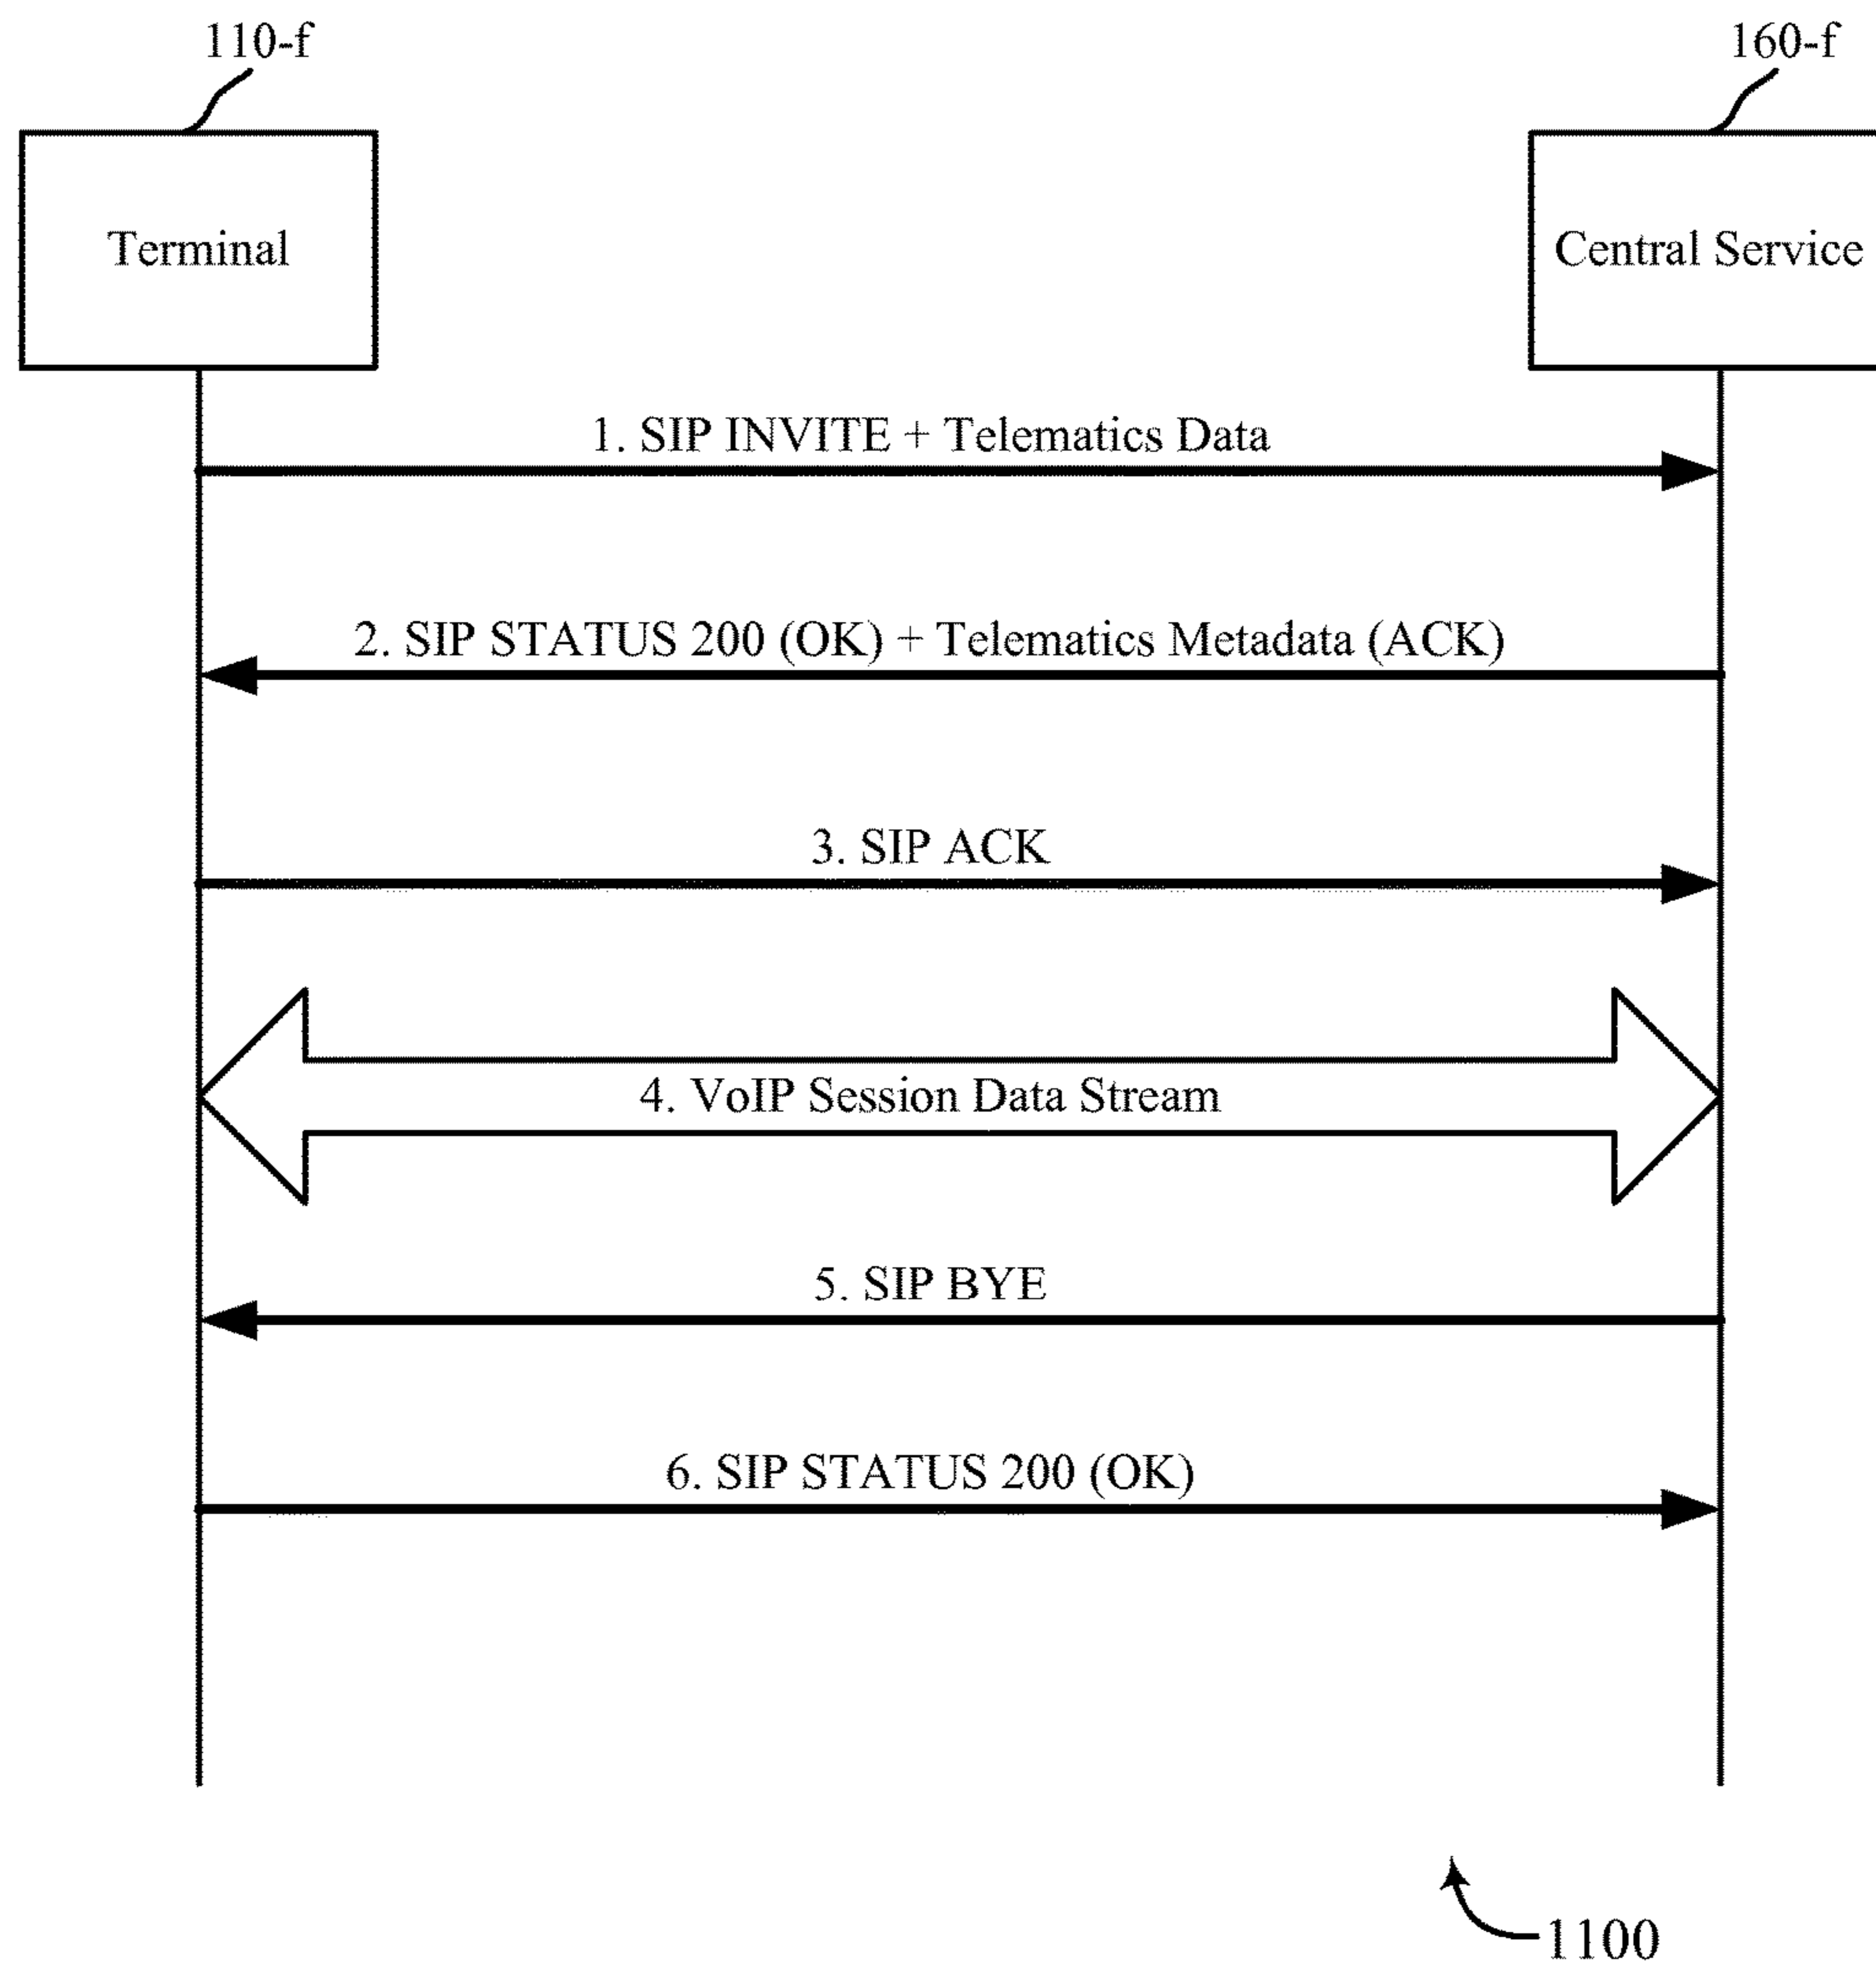 110-f
160-f
Terminal
Central Service
1. SIP INVITE + Telematics Data
2. SIP STATUS 200 (OK) + Telematics Metadata (ACK)
3. SIP ACK
4. VoIP Session Data Stream
5. SIP BYE
6. SIP STATUS 200 (OK)
1100